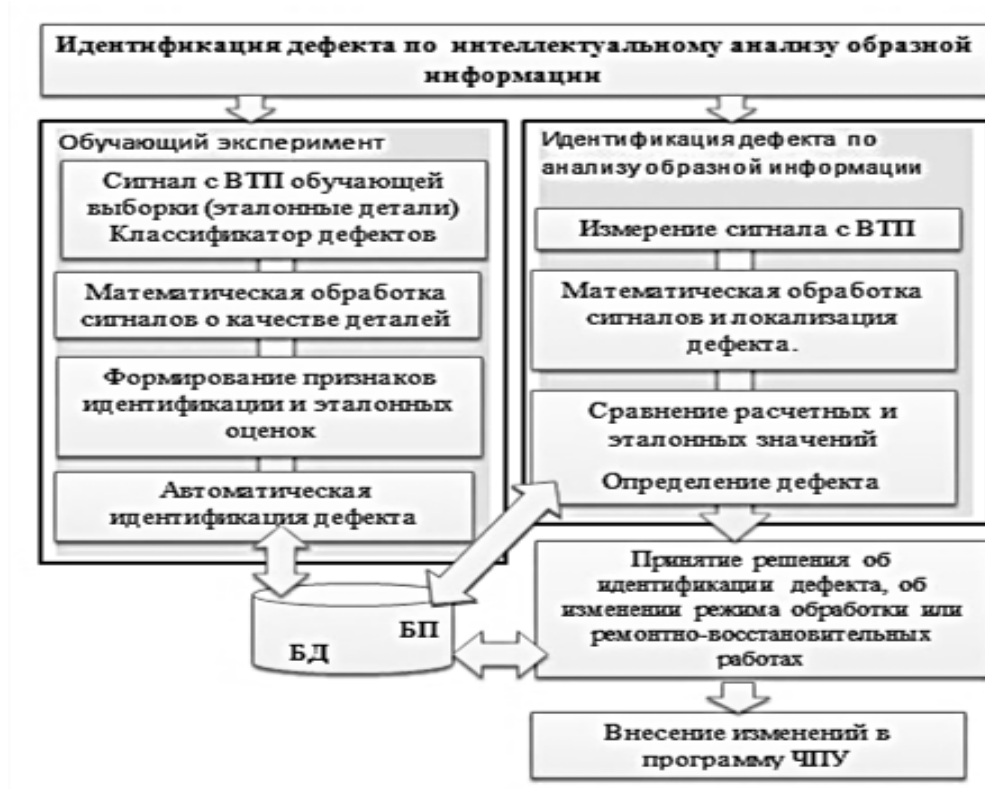 Идентификация дефекта по интеллектуальному анализу образной
информации
Обучающий эксперимент
Сигнал с ВТП обучающей
выборки (эталонные детали)
Классификатор дефектов
Математическая обработка
сигналов о качестве деталей
Формирование признаков
идентификации и эталонных
оценок
Автоматическая
идентификация дефекта
Идентификация дефекта по
анализу образной информации
Измерение сигнала с ВТП
Математическая обработка
сигналов и локализация
дефекта.
Сравнение расчетных и
эталонных значений
Определение дефекта
БП
БД
Принятие решения об
идентификации дефекта, об
изменении режима обработки или
ремонтно-восстановительных
работах
Внесение изменений в
программу ЧПУ